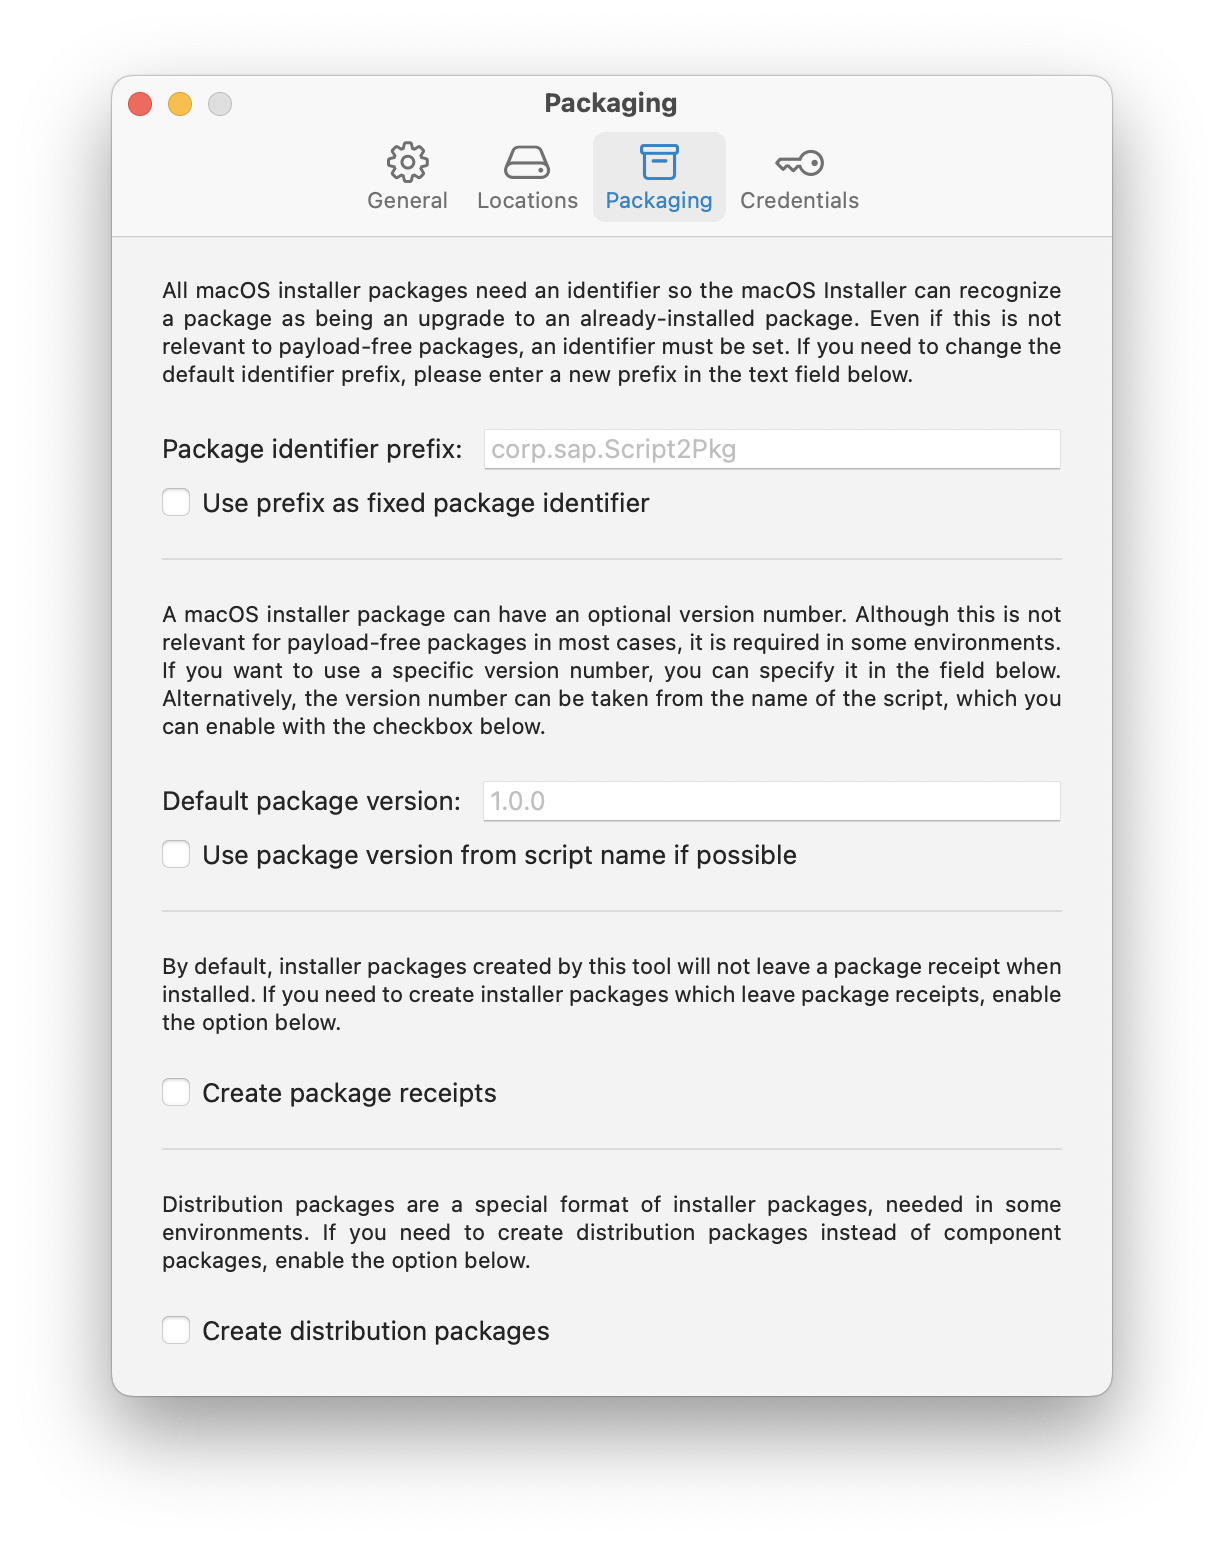 Packaging
General
Locations
Packaging
Credentials
All macOS installer packages need an identifier so the macOS Installer can recognize
a package as being an upgrade to an already-installed package. Even if this is not
relevant to payload-free packages, an identifier must be set. If you need to change the
default identifier prefix, please enter a new prefix in the text field below.
Package identifier prefix: corp.sap.Script2Pkg
Use prefix as fixed package identifier
A macOS installer package can have an optional version number. Although this is not
relevant for payload-free packages in most cases, it is required in some environments.
If you want to use a specific version number, you can specify it in the field below.
Alternatively, the version number can be taken from the name of the script, which you
can enable with the checkbox below.
Default package version: 1.0.0
Use package version from script name if possible
By default, installer packages created by this tool will not leave a package receipt when
installed. If you need to create installer packages which leave package receipts, enable
the option below.
Create package receipts
Distribution packages are a special format of installer packages, needed in some
environments. If you need to create distribution packages instead of component
packages, enable the option below.
Create distribution packages